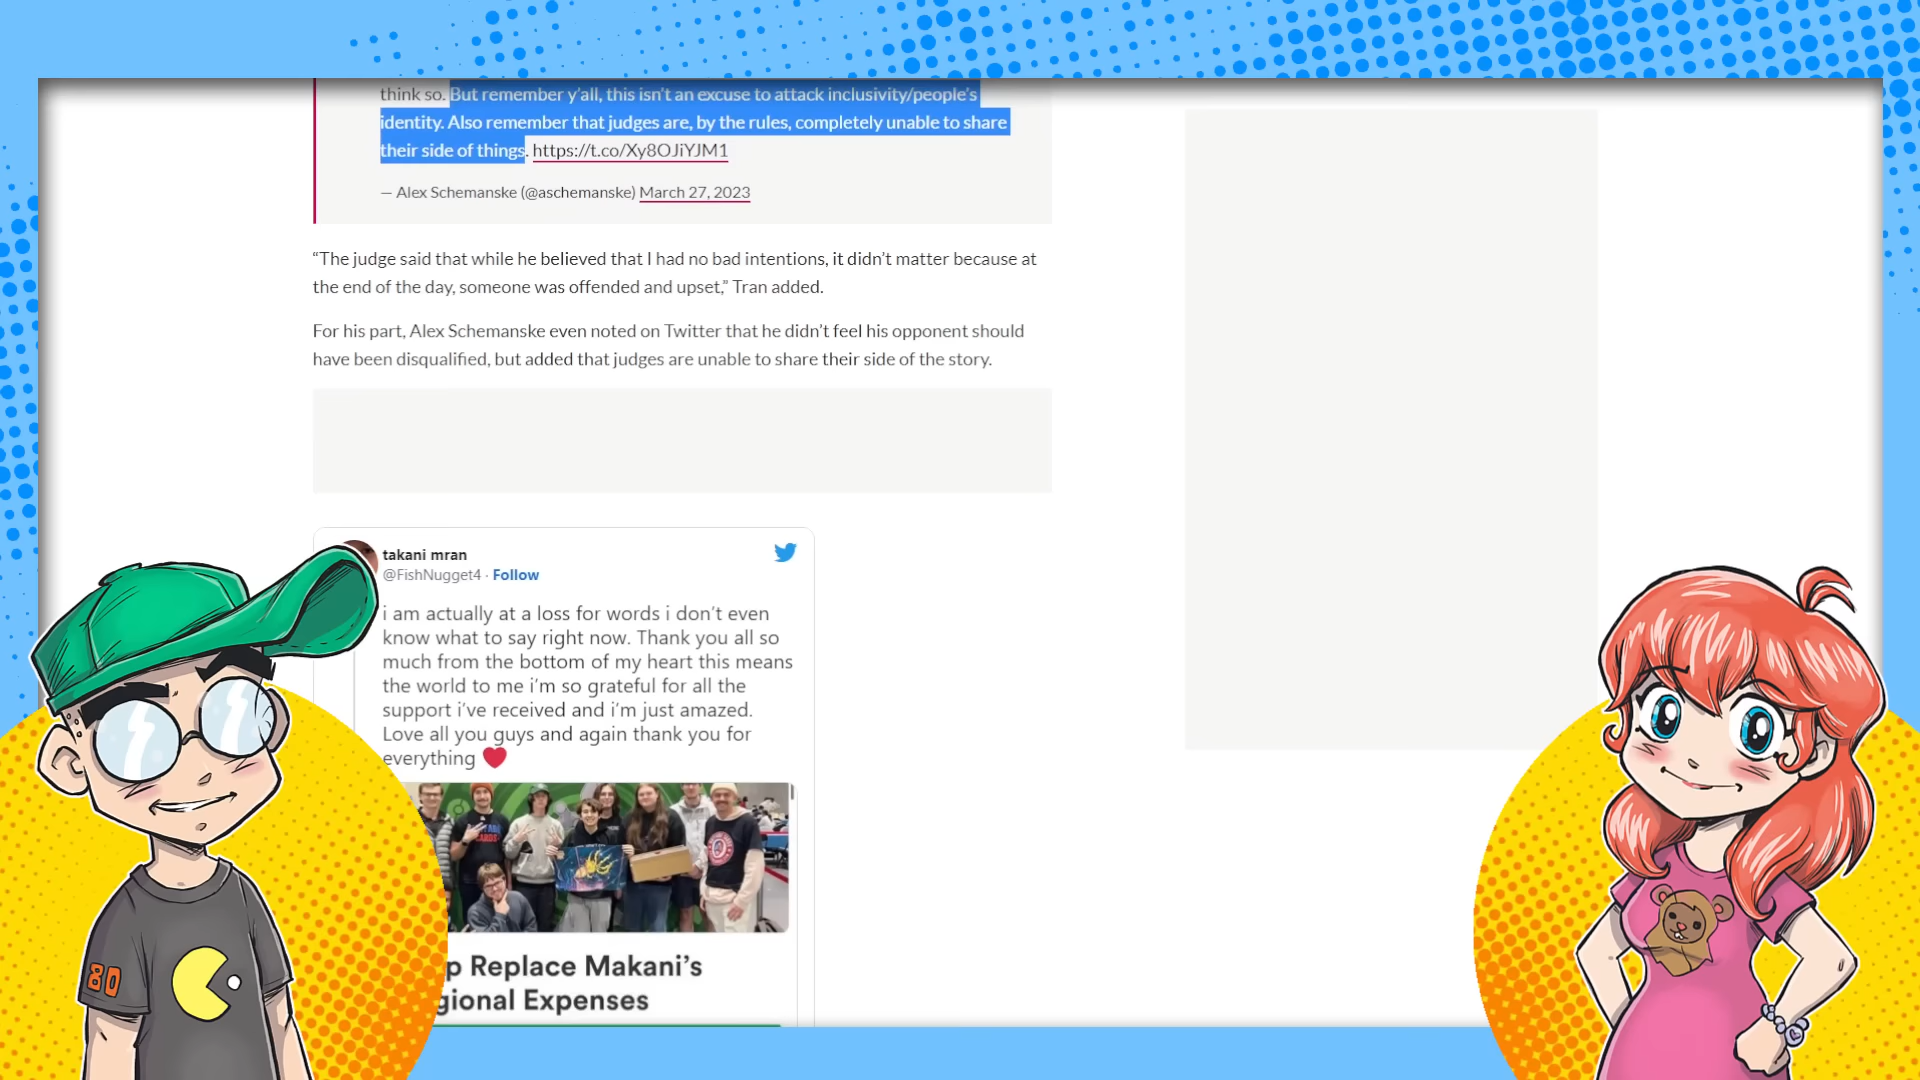 think so. But remember y’all, this isn’t an excuse to attack inclusivity/people’s
identity. Also remember that judges are, by the rules, completely unable to share
their side of things. https://t.co/Xy8OJiYJM1
— Alex Schemanske (@aschemanske) March 27, 2023
“The judge said that while he believed that I had no bad intentions, it didn’t matter because at
the end of the day, someone was offended and upset,” Tran added.
For his part, Alex Schemanske even noted on Twitter that he didn’t feel his opponent should
have been disqualified, but added that judges are unable to share their side of the story.
takani mran
@FishNugget4 · Follow
i am actually at a loss for words i don’t even
know what to say right now. Thank you all so
much from the bottom of my heart this means
the world to me i’m so grateful for all the
support i’ve received and i’m just amazed.
Love all you guys and again thank you for
everything ❤️
p Replace Makani’s
gional Expenses
80